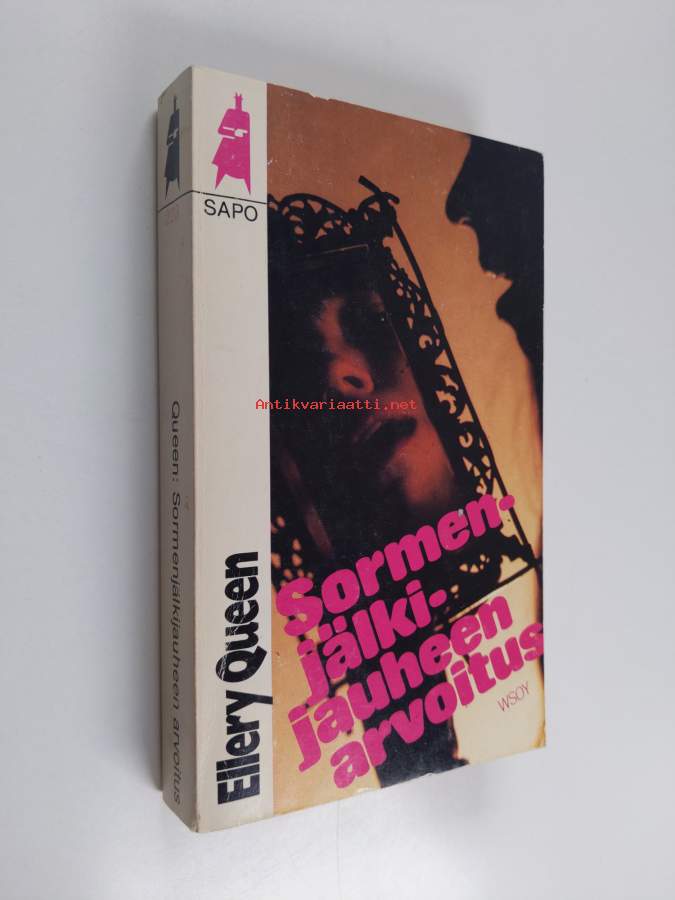 SAPO
Antikvariaatti.net
Ellery Queen
Sormen-
jälki-
jauheen
arvoitus
WSOY
Queen: Sormenjälkijauheen arvoitus